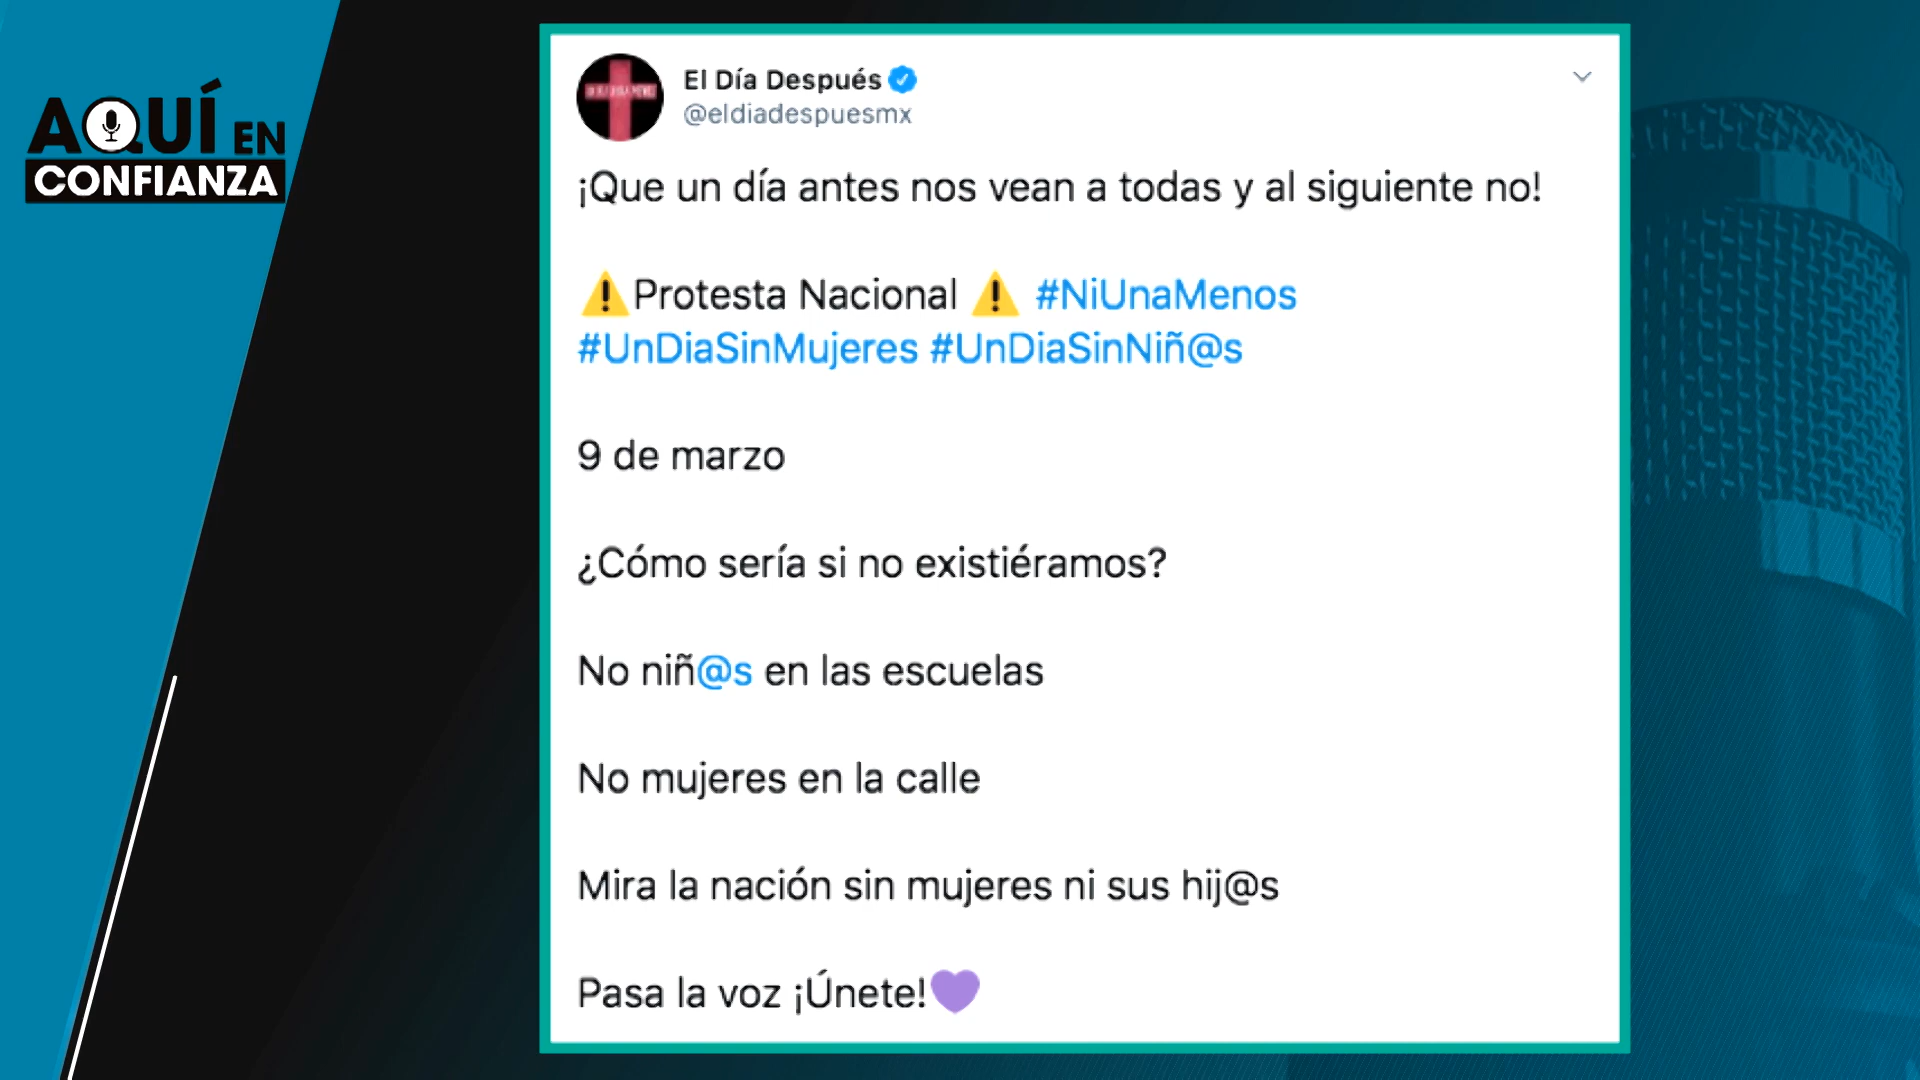 AQUÍ EN
CONFIANZA
El Día Después
@eldiadespuesmx
¡Que un día antes nos vean a todas y al siguiente no!
⚠️Protesta Nacional ⚠️ #NiUnaMenos
#UnDiaSinMujeres #UnDiaSinNiñ@s
9 de marzo
¿Cómo sería si no existiéramos?
No niñ@s en las escuelas
No mujeres en la calle
Mira la nación sin mujeres ni sus hij@s
Pasa la voz ¡Únete!💜